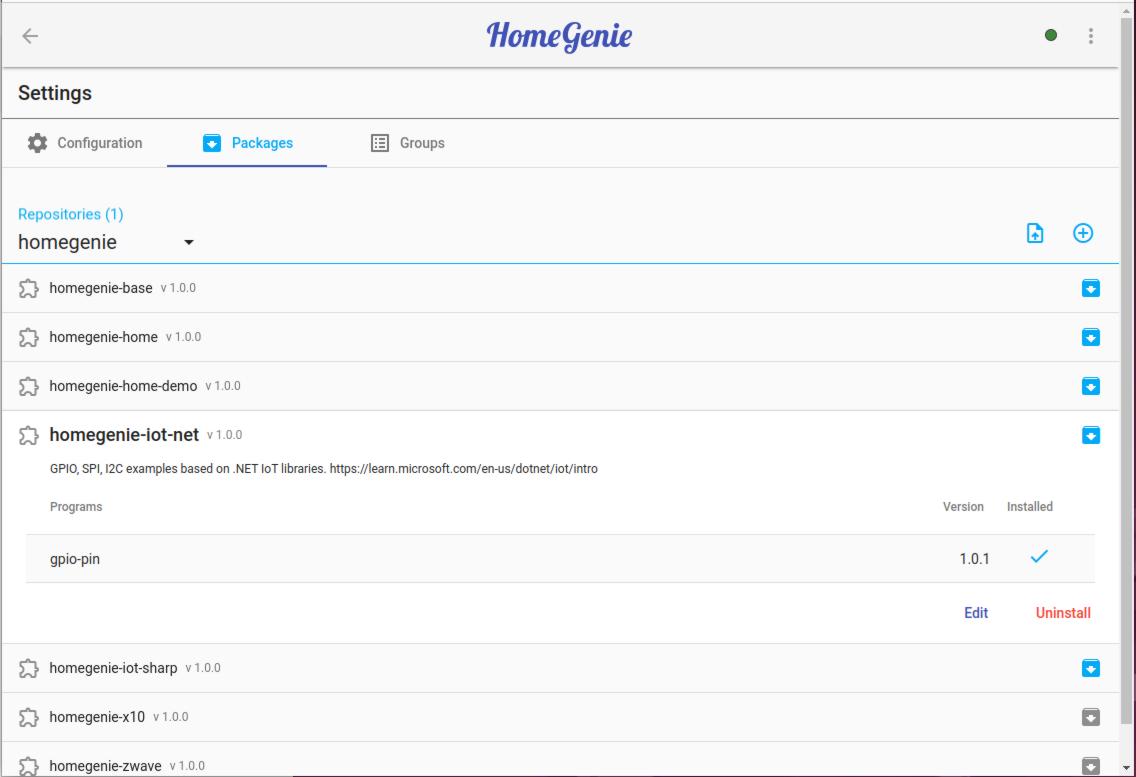 HomeGenie
Settings
Configuration Packages Groups
Repositories (1)
homegenie
homegenie-base v 1.0.0
homegenie-home v 1.0.0
homegenie-home-demo v 1.0.0
homegenie-iot-net v 1.0.0
GPIO, SPI, I2C examples based on .NET IoT libraries. https://learn.microsoft.com/en-us/dotnet/iot/intro
Programs Version Installed
gpio-pin 1.0.1
Edit Uninstall
homegenie-iot-sharp v 1.0.0
homegenie-x10 v 1.0.0
homegenie-zwave v 1.0.0